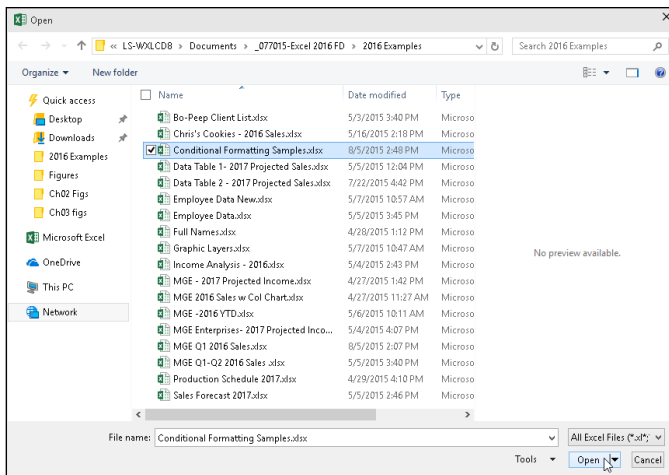 Open
« LS-WXLCDB › Documents › _077015-Excel 2016 FD › 2016 Examples
Search 2016 Examples
Organize New folder
Name Date modified Type
Quick access
Desktop
Downloads
2016 Examples
Figures
Ch02 Figs
Ch03 figs
Microsoft Excel
OneDrive
This PC
Network
Bo-Peep Client List.xlsx 5/3/2015 3:40 PM Microso
Chris's Cookies - 2016 Sales.xlsx 5/16/2015 2:18 PM Microso
Conditional Formatting Samples.xlsx 8/5/2015 2:48 PM Microso
Data Table 1- 2017 Projected Sales.xlsx 5/5/2015 12:04 PM Microso
Data Table 2 - 2017 Projected Sales.xlsx 7/22/2015 4:42 PM Microso
Employee Data New.xlsx 5/7/2015 10:57 AM Microso
Employee Data.xlsx 5/5/2015 3:45 PM Microso
Full Names.xlsx 4/28/2015 1:12 PM Microso
Graphic Layers.xlsx 5/7/2015 10:47 AM Microso
Income Analysis - 2016.xlsx 5/4/2015 2:43 PM Microso
MGE - 2017 Projected Income.xlsx 4/27/2015 1:42 PM Microso
MGE 2016 Sales w Col Chart.xlsx 4/27/2015 11:27 AM Microso
MGE -2016 YTD.xlsx 5/6/2015 10:11 AM Microso
MGE Enterprises- 2017 Projected Inco... 5/4/2015 4:07 PM Microso
MGE Q1 2016 Sales.xlsx 8/5/2015 2:07 PM Microso
MGE Q1-Q2 2016 Sales .xlsx 5/5/2015 3:40 PM Microso
Production Schedule 2017.xlsx 4/29/2015 4:10 PM Microso
Sales Forecast 2017.xlsx 5/5/2015 2:46 PM Microso
No preview available.
File name: Conditional Formatting Samples.xlsx All Excel Files (*.xl*;
Tools Open Cancel